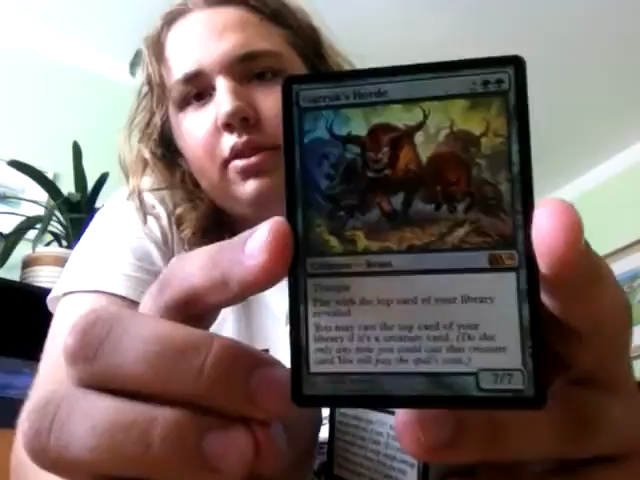 Garruk's Horde
Creature — Beast
Trample
Play with the top card of your library
revealed.
You may cast the top card of your
library if it's a creature card. (Do this
only any time you could cast that creature
card. You still pay the spell's costs.)
7/7